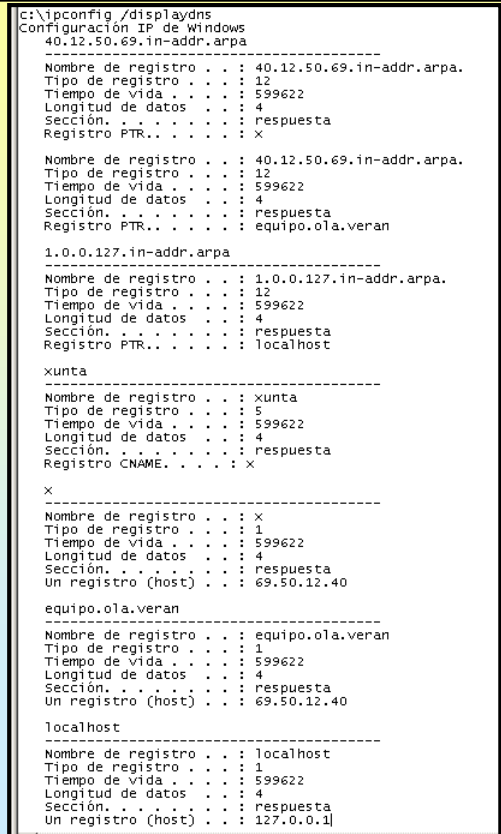 c:\ipconfig /displaydns
Configuración IP de Windows
40.12.50.69.in-addr.arpa
----------------------------------------
Nombre de registro . . : 40.12.50.69.in-addr.arpa.
Tipo de registro . . . : 12
Tiempo de vida . . . . : 599622
Longitud de datos  . . : 4
Sección. . . . . . . . : respuesta
Registro PTR.. . . . . : x
Nombre de registro . . : 40.12.50.69.in-addr.arpa.
Tipo de registro . . . : 12
Tiempo de vida . . . . : 599622
Longitud de datos  . . : 4
Sección. . . . . . . . : respuesta
Registro PTR.. . . . . : equipo.ola.veran
1.0.0.127.in-addr.arpa
----------------------------------------
Nombre de registro . . : 1.0.0.127.in-addr.arpa.
Tipo de registro . . . : 12
Tiempo de vida . . . . : 599622
Longitud de datos  . . : 4
Sección. . . . . . . . : respuesta
Registro PTR.. . . . . : localhost
xunta
----------------------------------------
Nombre de registro . . : xunta
Tipo de registro . . . : 5
Tiempo de vida . . . . : 599622
Longitud de datos  . . : 4
Sección. . . . . . . . : respuesta
Registro CNAME. . . . : x
x
----------------------------------------
Nombre de registro . . : x
Tipo de registro . . . : 1
Tiempo de vida . . . . : 599622
Longitud de datos  . . : 4
Sección. . . . . . . . : respuesta
Un registro (host) . . : 69.50.12.40
equipo.ola.veran
----------------------------------------
Nombre de registro . . : equipo.ola.veran
Tipo de registro . . . : 1
Tiempo de vida . . . . : 599622
Longitud de datos  . . : 4
Sección. . . . . . . . : respuesta
Un registro (host) . . : 69.50.12.40
localhost
----------------------------------------
Nombre de registro . . : localhost
Tipo de registro . . . : 1
Tiempo de vida . . . . : 599622
Longitud de datos  . . : 4
Sección. . . . . . . . : respuesta
Un registro (host) . . : 127.0.0.1